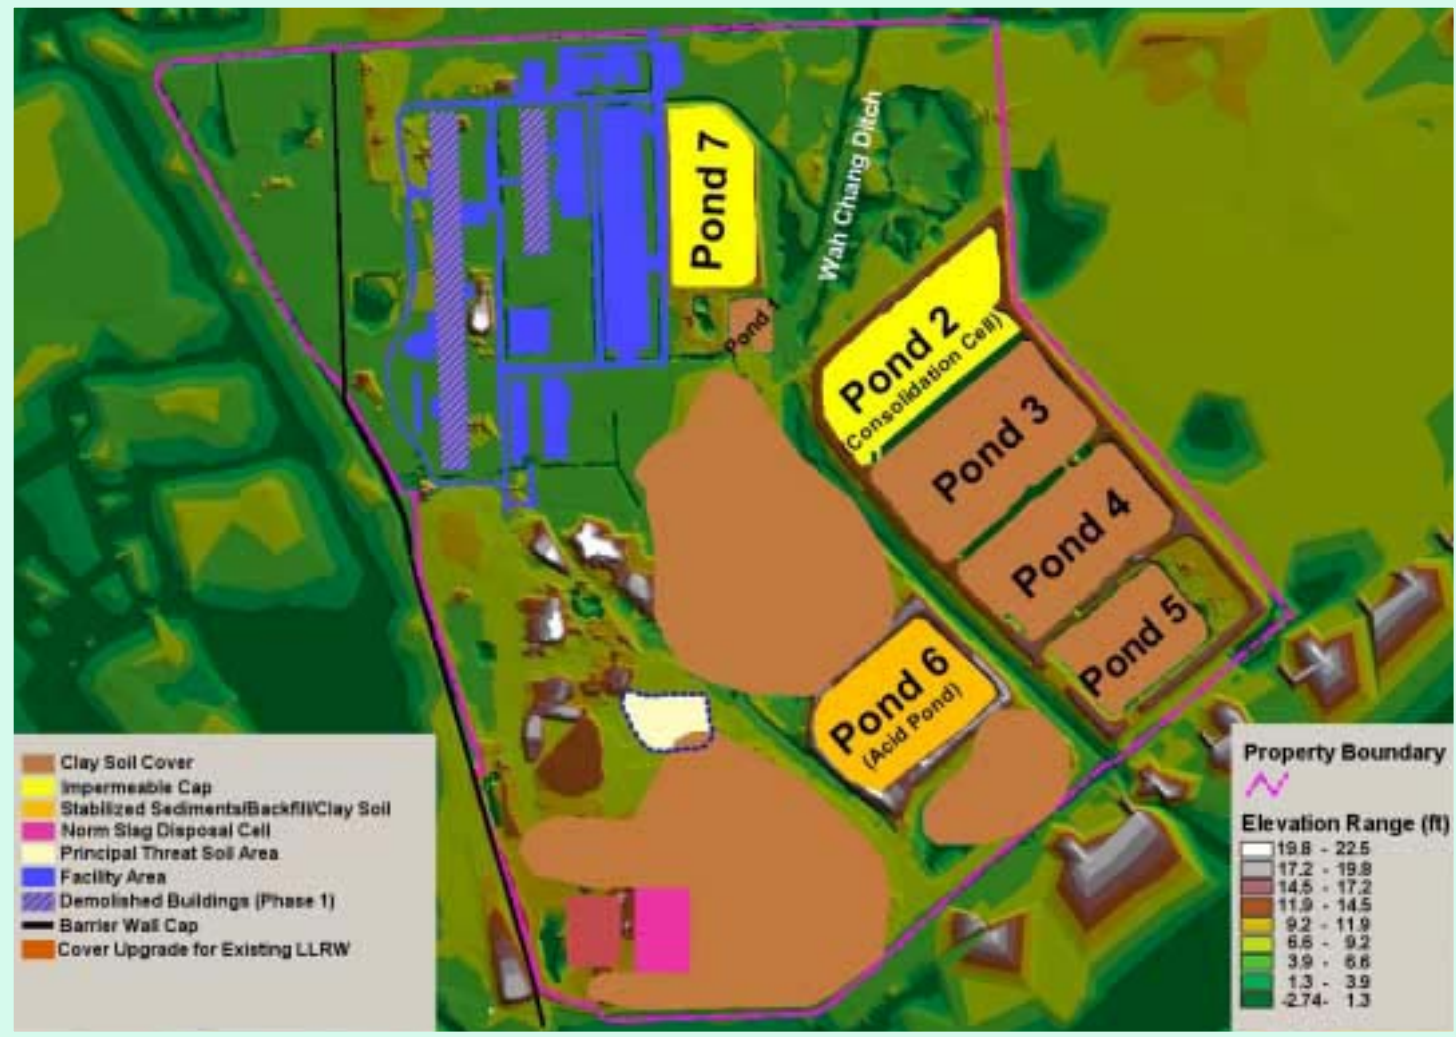 Pond 7
Wah Chang Ditch
Pond 1
Pond 2
(Consolidation Cell)
Pond 3
Pond 4
Pond 5
Pond 6
(Acid Pond)
Clay Soil Cover
Impermeable Cap
Stabilized Sediments/Backfill/Clay Soil
Norm Slag Disposal Cell
Principal Threat Soil Area
Facility Area
Demolished Buildings (Phase 1)
Barrier Wall Cap
Cover Upgrade for Existing LLRW
Property Boundary
Elevation Range (ft)
19.8 - 22.5
17.2 - 19.8
14.5 - 17.2
11.9 - 14.5
9.2 - 11.9
6.6 - 9.2
3.9 - 6.6
1.3 - 3.9
-2.74- 1.3